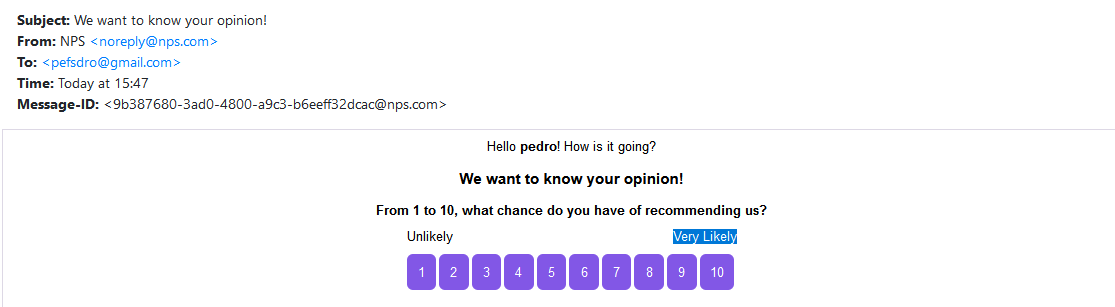 Subject: We want to know your opinion!
From: NPS <noreply@nps.com>
To: <pefsdro@gmail.com>
Time: Today at 15:47
Message-ID: <9b387680-3ad0-4800-a9c3-b6eeff32dcac@nps.com>
Hello pedro! How is it going?
We want to know your opinion!
From 1 to 10, what chance do you have of recommending us?
Unlikely Very Likely
1 2 3 4 5 6 7 8 9 10